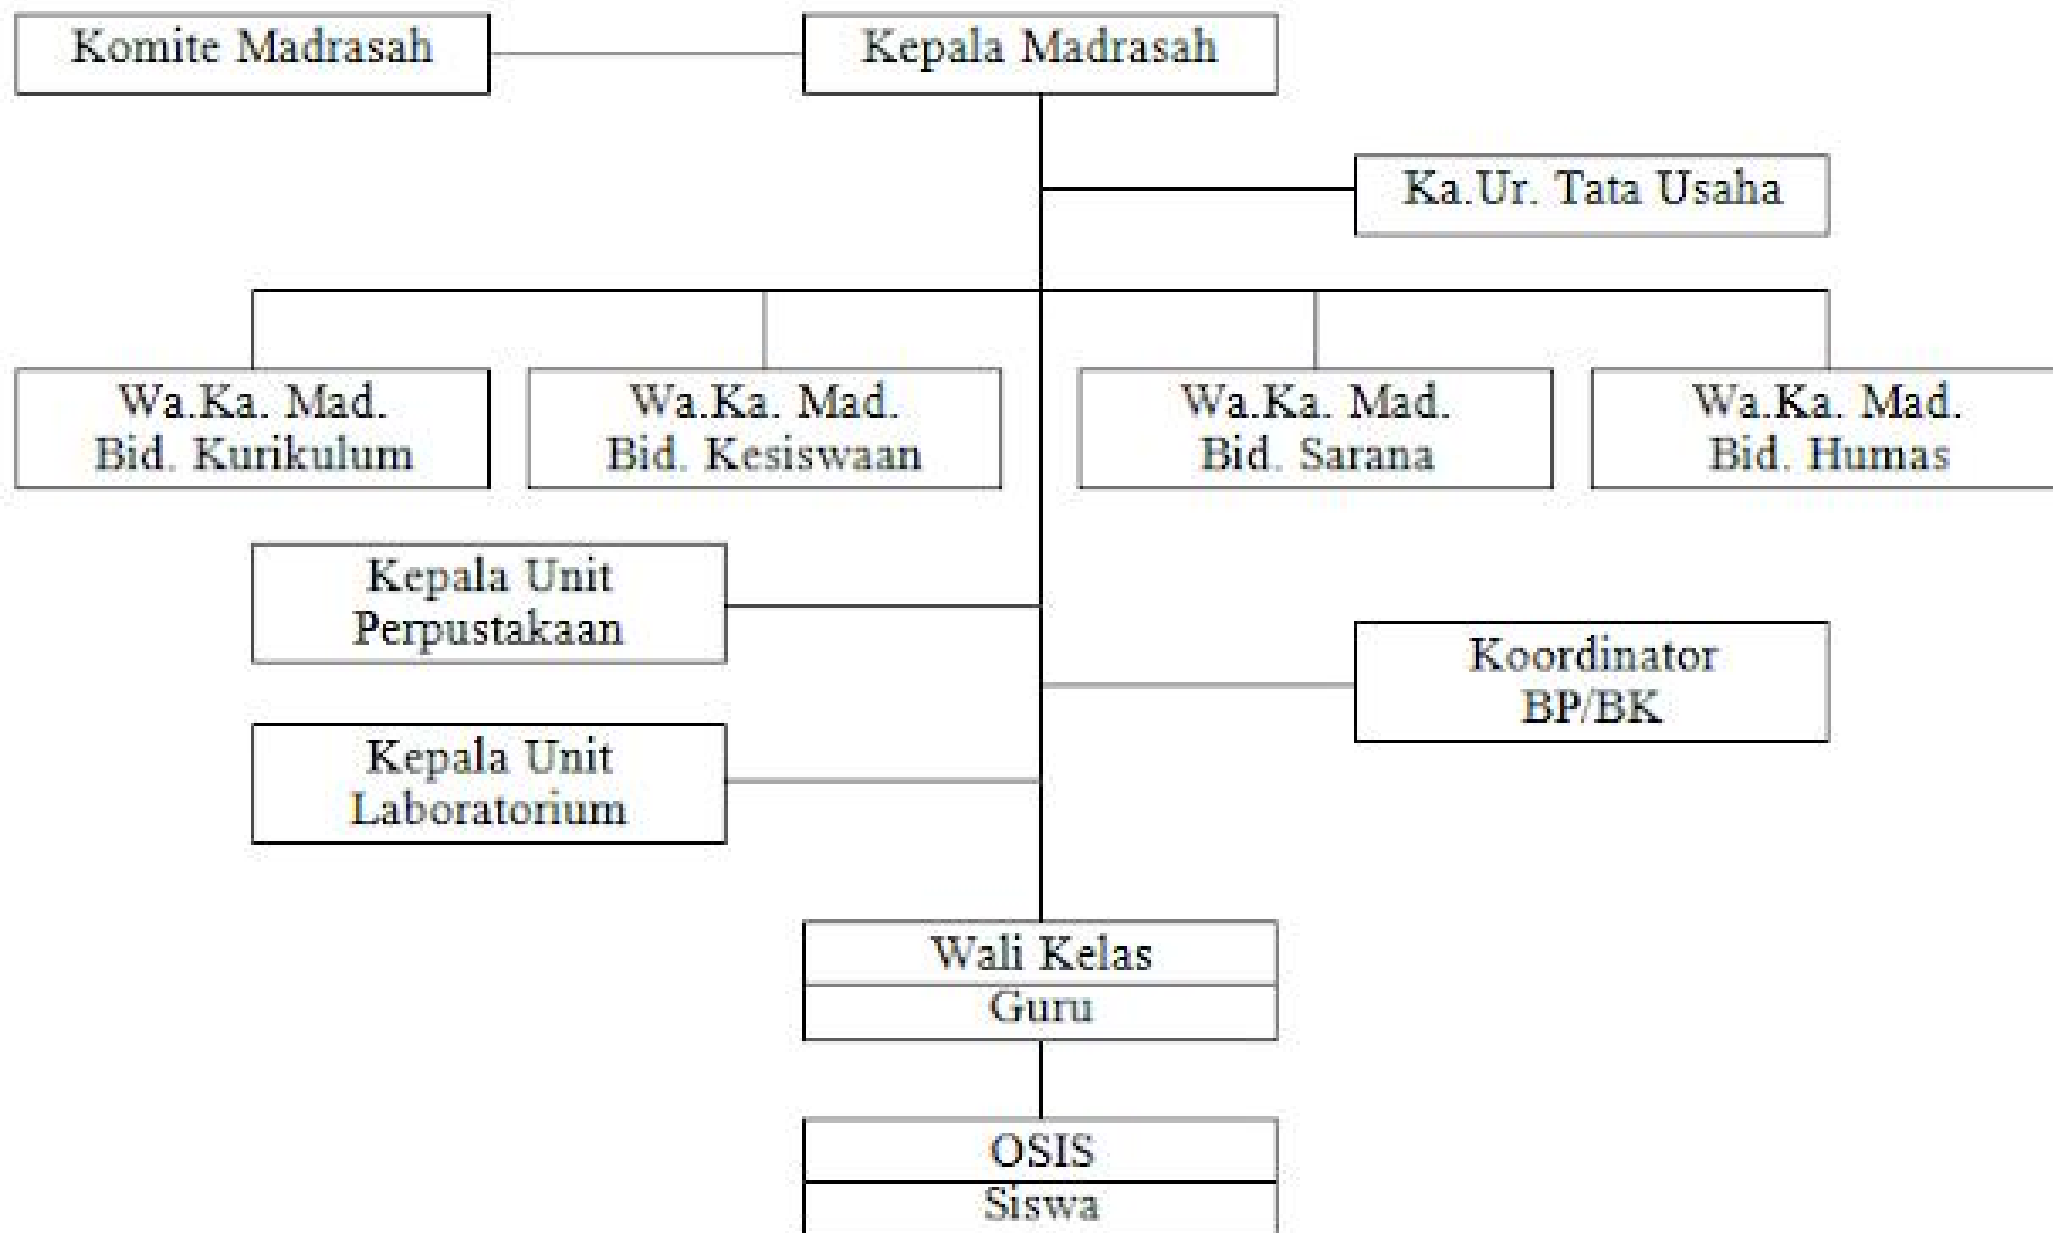 Komite Madrasah
Kepala Madrasah
Ka.Ur. Tata Usaha
Wa.Ka. Mad.
Bid. Kurikulum
Wa.Ka. Mad.
Bid. Kesiswaan
Wa.Ka. Mad.
Bid. Sarana
Wa.Ka. Mad.
Bid. Humas
Kepala Unit
Perpustakaan
Koordinator
BP/BK
Kepala Unit
Laboratorium
Wali Kelas
Guru
OSIS
Siswa